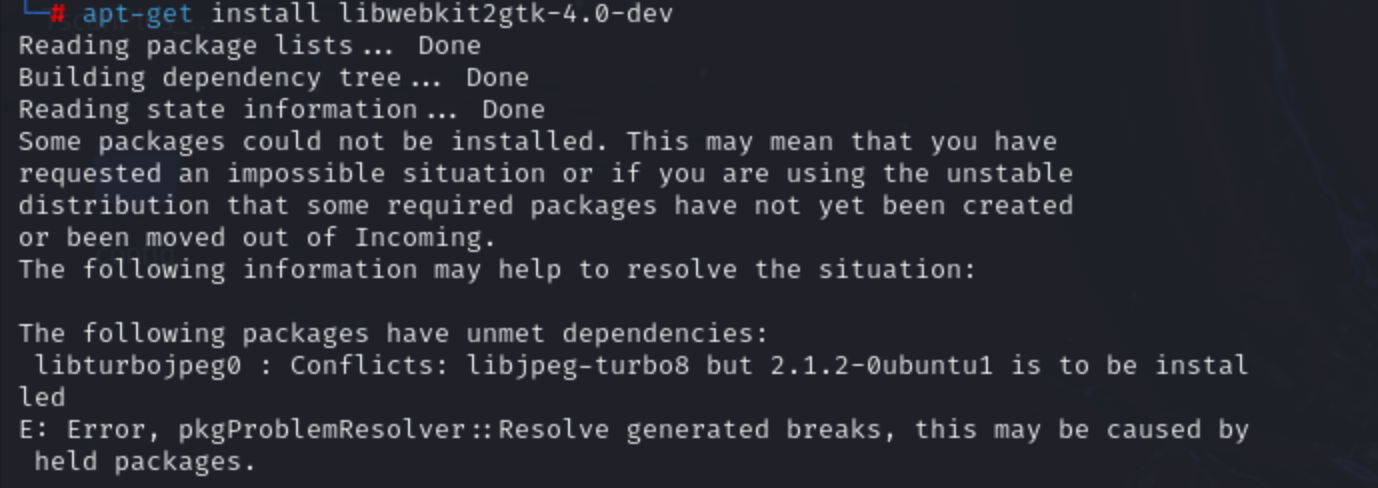 └─# apt-get install libwebkit2gtk-4.0-dev
Reading package lists... Done
Building dependency tree... Done
Reading state information... Done
Some packages could not be installed. This may mean that you have
requested an impossible situation or if you are using the unstable
distribution that some required packages have not yet been created
or been moved out of Incoming.
The following information may help to resolve the situation:

The following packages have unmet dependencies:
 libturbojpeg0 : Conflicts: libjpeg-turbo8 but 2.1.2-0ubuntu1 is to be instal
led
E: Error, pkgProblemResolver::Resolve generated breaks, this may be caused by
 held packages.